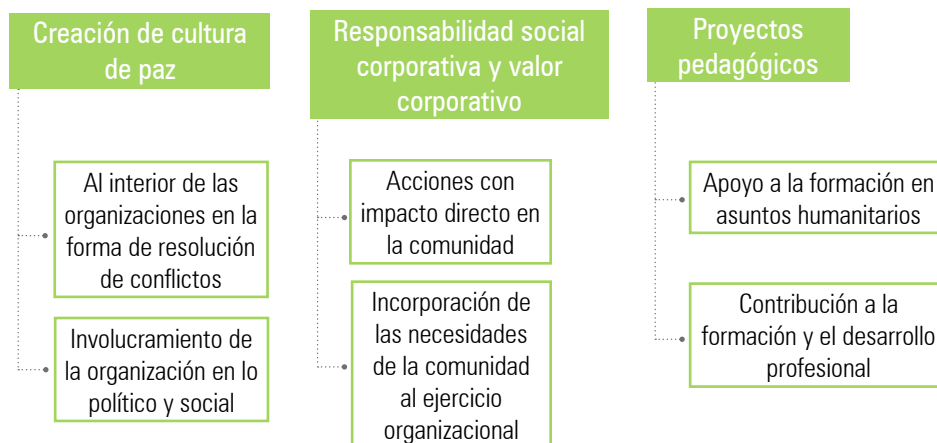 Creación de cultura
de paz
Al interior de las
organizaciones en la
forma de resolución
de conflictos
Involucramiento de
la organización en lo
político y social
Responsabilidad social
corporativa y valor
corporativo
Acciones con
impacto directo en
la comunidad
Incorporación de
las necesidades
de la comunidad
al ejercicio
organizacional
Proyectos
pedagógicos
Apoyo a la formación en
asuntos humanitarios
Contribución a la
formación y el desarrollo
profesional